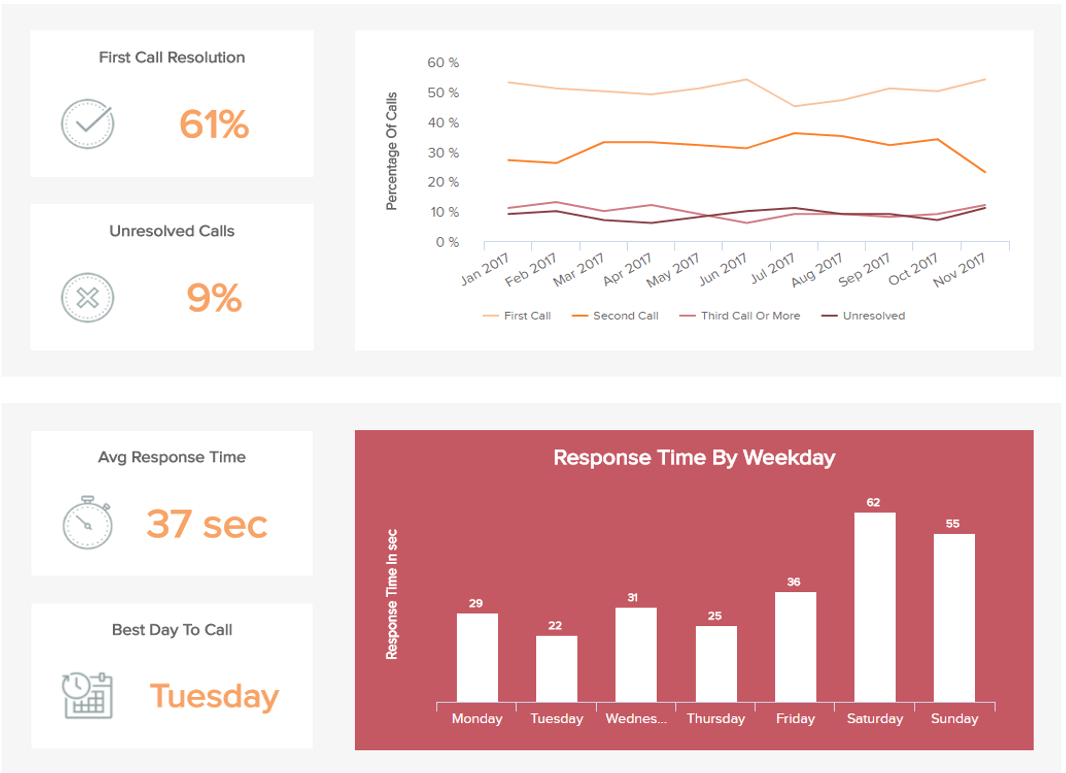 First Call Resolution
61%
Unresolved Calls
9%
Percentage Of Calls
60 %
50 %
40 %
30 %
20 %
10 %
0 %
Jan 2017
Feb 2017
Mar 2017
Apr 2017
May 2017
Jun 2017
Jul 2017
Aug 2017
Sep 2017
Oct 2017
Nov 2017
First Call Second Call Third Call Or More Unresolved
Avg Response Time
37 sec
Best Day To Call
Tuesday
Response Time By Weekday
Response Time In sec
29
22
31
25
36
62
55
Monday Tuesday Wednes... Thursday Friday Saturday Sunday